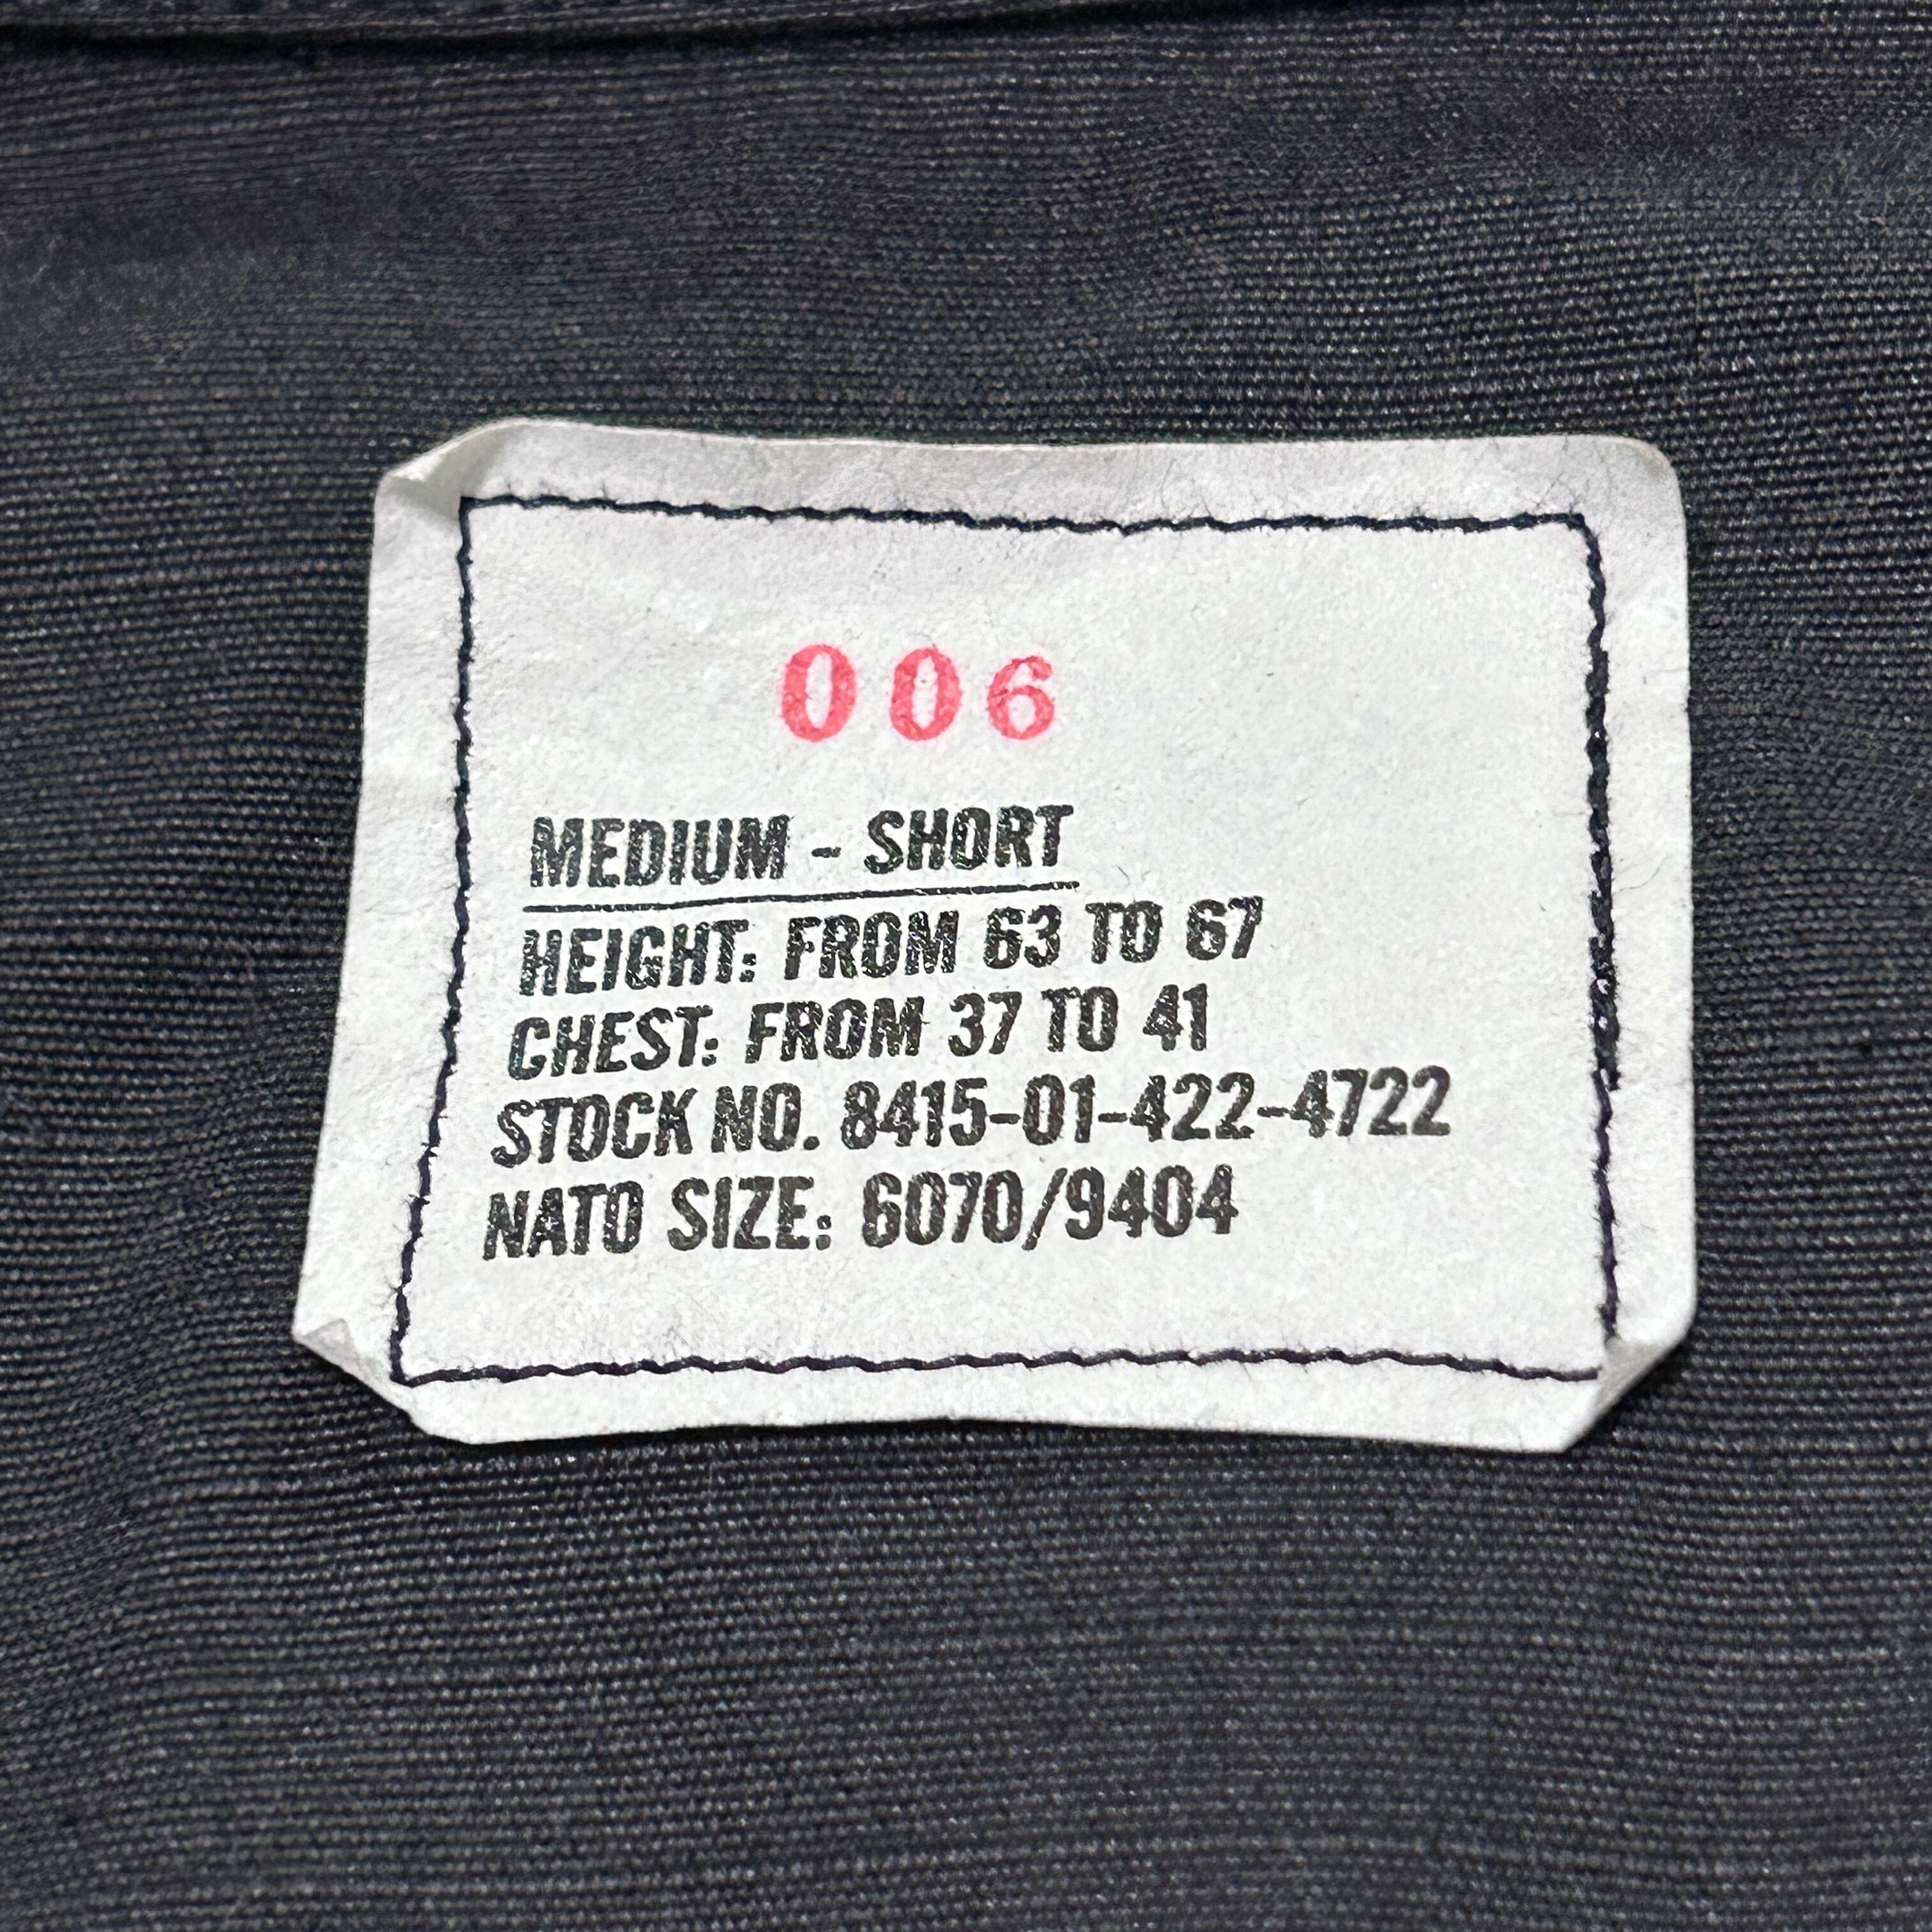 006
MEDIUM - SHORT
HEIGHT: FROM 63 TO 67
CHEST: FROM 37 TO 41
STOCK NO. 8415-01-422-4722
NATO SIZE: 6070/9404